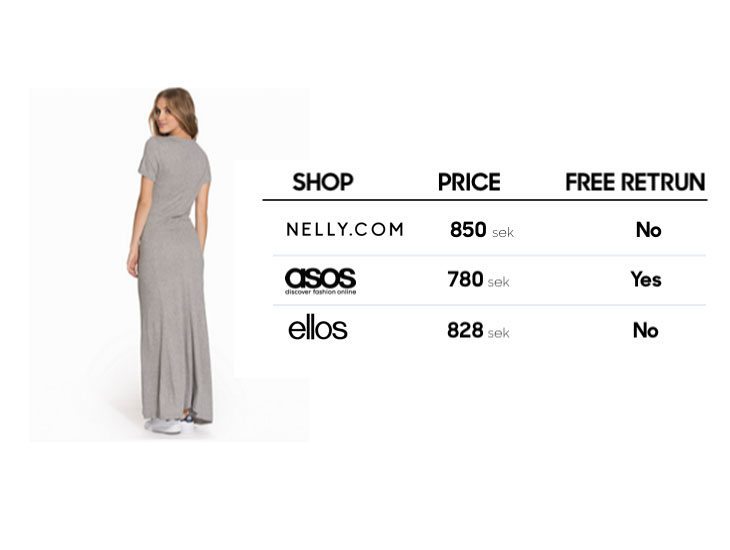 SHOP PRICE FREE RETRUN
NELLY.COM 850 sek No
asos 780 sek Yes
discover fashion online
ellos 828 sek No